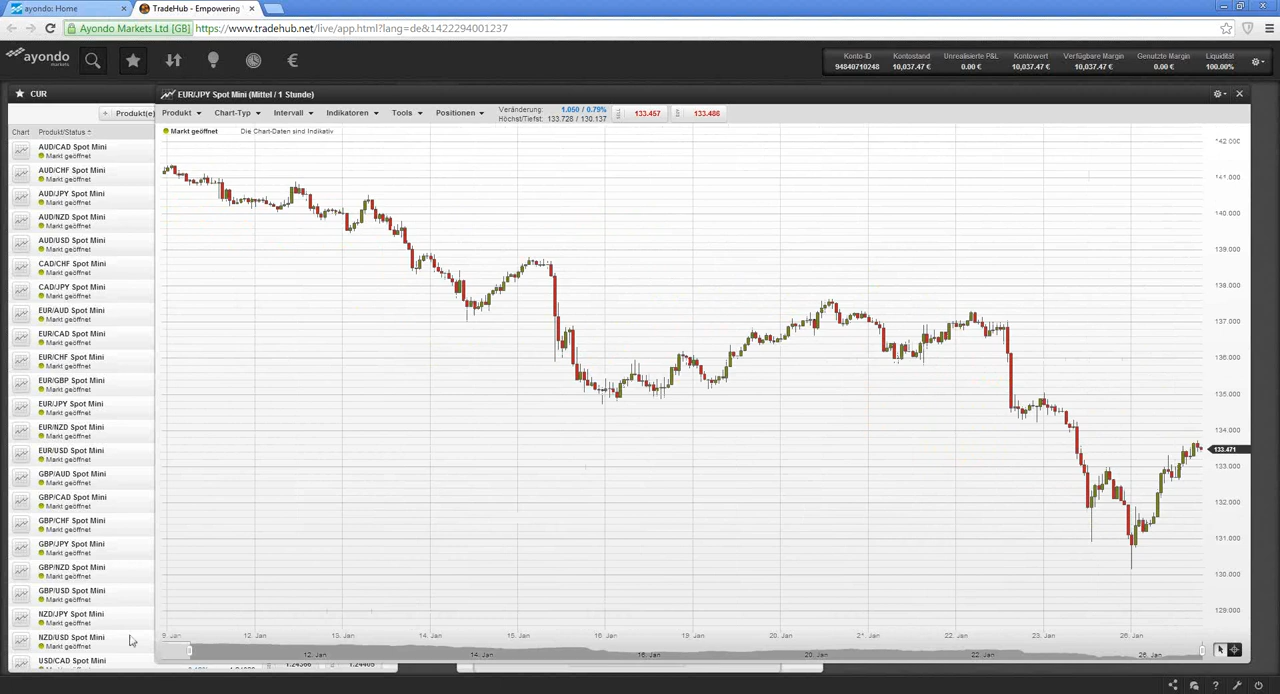 ayondo: Home
TradeHub - Empowering
Ayondo Markets Ltd [GB]
https://www.tradehub.net/live/app.html?lang=de&1422294001237
ayondo
markets
Konto-ID
94840710248
Kontostand
10,037.47 €
Unrealisierte P&L
0.00 €
Kontowert
10,037.47 €
Verfügbare Margin
10,037.47 €
Genutzte Margin
0.00 €
Liquidität
100.00%
CUR
EUR/JPY Spot Mini (Mittel / 1 Stunde)
+ Produkt(e)
Produkt
Chart-Typ
Intervall
Indikatoren
Tools
Positionen
Veränderung: 1.050 / 0.79%
Höchst/Tiefst: 133.728 / 130.137
133.457
133.486
Chart
Produkt/Status
Markt geöffnet
Die Chart-Daten sind Indikativ
AUD/CAD Spot Mini
Markt geöffnet
AUD/CHF Spot Mini
Markt geöffnet
AUD/JPY Spot Mini
Markt geöffnet
AUD/NZD Spot Mini
Markt geöffnet
AUD/USD Spot Mini
Markt geöffnet
CAD/CHF Spot Mini
Markt geöffnet
CAD/JPY Spot Mini
Markt geöffnet
EUR/AUD Spot Mini
Markt geöffnet
EUR/CAD Spot Mini
Markt geöffnet
EUR/CHF Spot Mini
Markt geöffnet
EUR/GBP Spot Mini
Markt geöffnet
EUR/JPY Spot Mini
Markt geöffnet
EUR/NZD Spot Mini
Markt geöffnet
EUR/USD Spot Mini
Markt geöffnet
GBP/AUD Spot Mini
Markt geöffnet
GBP/CAD Spot Mini
Markt geöffnet
GBP/CHF Spot Mini
Markt geöffnet
GBP/JPY Spot Mini
Markt geöffnet
GBP/NZD Spot Mini
Markt geöffnet
GBP/USD Spot Mini
Markt geöffnet
NZD/JPY Spot Mini
Markt geöffnet
NZD/USD Spot Mini
Markt geöffnet
USD/CAD Spot Mini
140.000
139.000
138.000
137.000
136.000
135.000
134.000
133.471
133.000
132.000
131.000
130.000
129.000
9. Jan
12. Jan
13. Jan
14. Jan
15. Jan
16. Jan
19. Jan
20. Jan
21. Jan
22. Jan
23. Jan
26. Jan
12. Jan
16. Jan
20. Jan
22. Jan
26. Jan